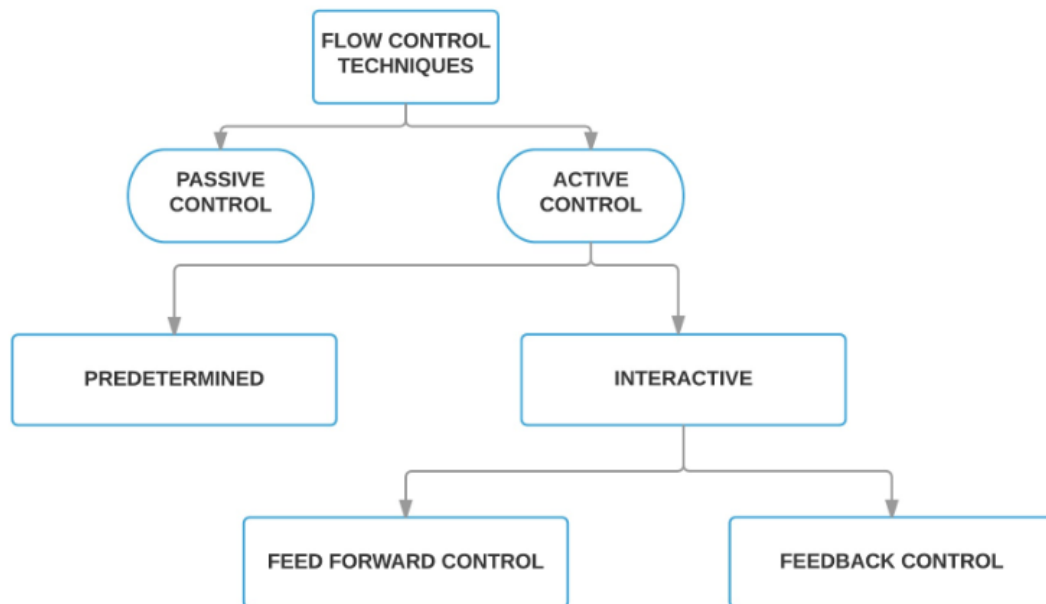 FLOW CONTROL
TECHNIQUES
PASSIVE
CONTROL
ACTIVE
CONTROL
PREDETERMINED
INTERACTIVE
FEED FORWARD CONTROL
FEEDBACK CONTROL